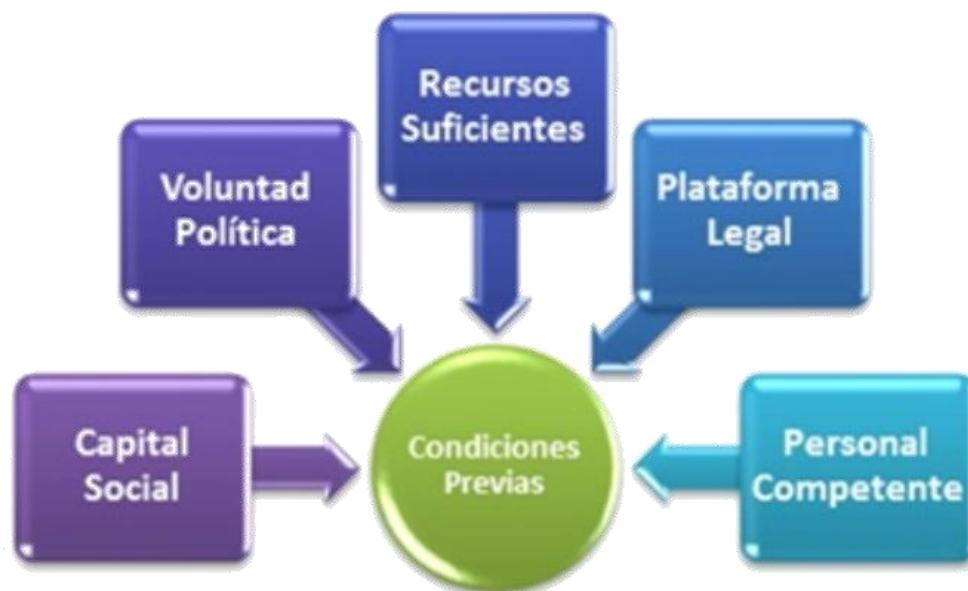 Recursos
Suficientes
Voluntad
Política
Plataforma
Legal
Capital
Social
Condiciones
Previas
Personal
Competente